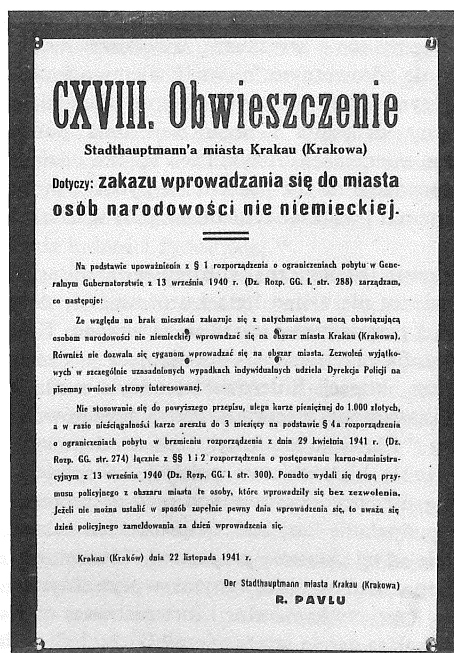 CXVIII. Obwieszczenie
Stadthauptmann'a miasta Krakau (Krakowa)
Dotyczy: zakazu wprowadzania się do miasta
osób narodowości nie niemieckiej.
Na podstawie upoważnienia z § 1 rozporządzenia o ograniczeniach pobytu w Gene-
ralnym Gubernatorstwie z 13 września 1940 r. (Dz. Rozp. GG. I. str. 288) zarządzam,
co następuje:
Ze względu na brak mieszkań zakazuje się z natychmiastową mocą obowiązującą
osobom narodowości nie niemieckiej wprowadzać się na obszar miasta Krakau (Krakowa).
Również nie dozwala się cyganom wprowadzać się na obszar miasta. Zezwoleń wyjątko-
wych w szczególnie uzasadnionych wypadkach indywidualnych udziela Dyrekcja Policji na
pisemny wniosek strony interesowanej.
Nie stosowanie się do powyższego przepisu, ulega karze pieniężnej do 1.000 złotych,
a w razie nieściągalności karze aresztu do 3 miesięcy na podstawie § 4a rozporządzenia
o ograniczeniach pobytu w brzmieniu rozporządzenia z dnia 29 kwietnia 1941 r. (Dz.
Rozp. GG. str. 274) łącznie z §§ 1 i 2 rozporządzenia o postępowaniu karno-administra-
cyjnym z 13 września 1940 (Dz. Rozp. GG. I. str. 300). Ponadto wydali się drogą przy-
musu policyjnego z obszaru miasta te osoby, które wprowadziły się bez zezwolenia.
Jeżeli nie można ustalić w sposób zupełnie pewny dnia wprowadzenia się, to uważa się
dzień policyjnego zameldowania za dzień wprowadzenia się.
Krakau (Kraków) dnia 22 listopada 1941 r.
Der Stadthauptmann miasta Krakau (Krakowa)
R. PAVLU